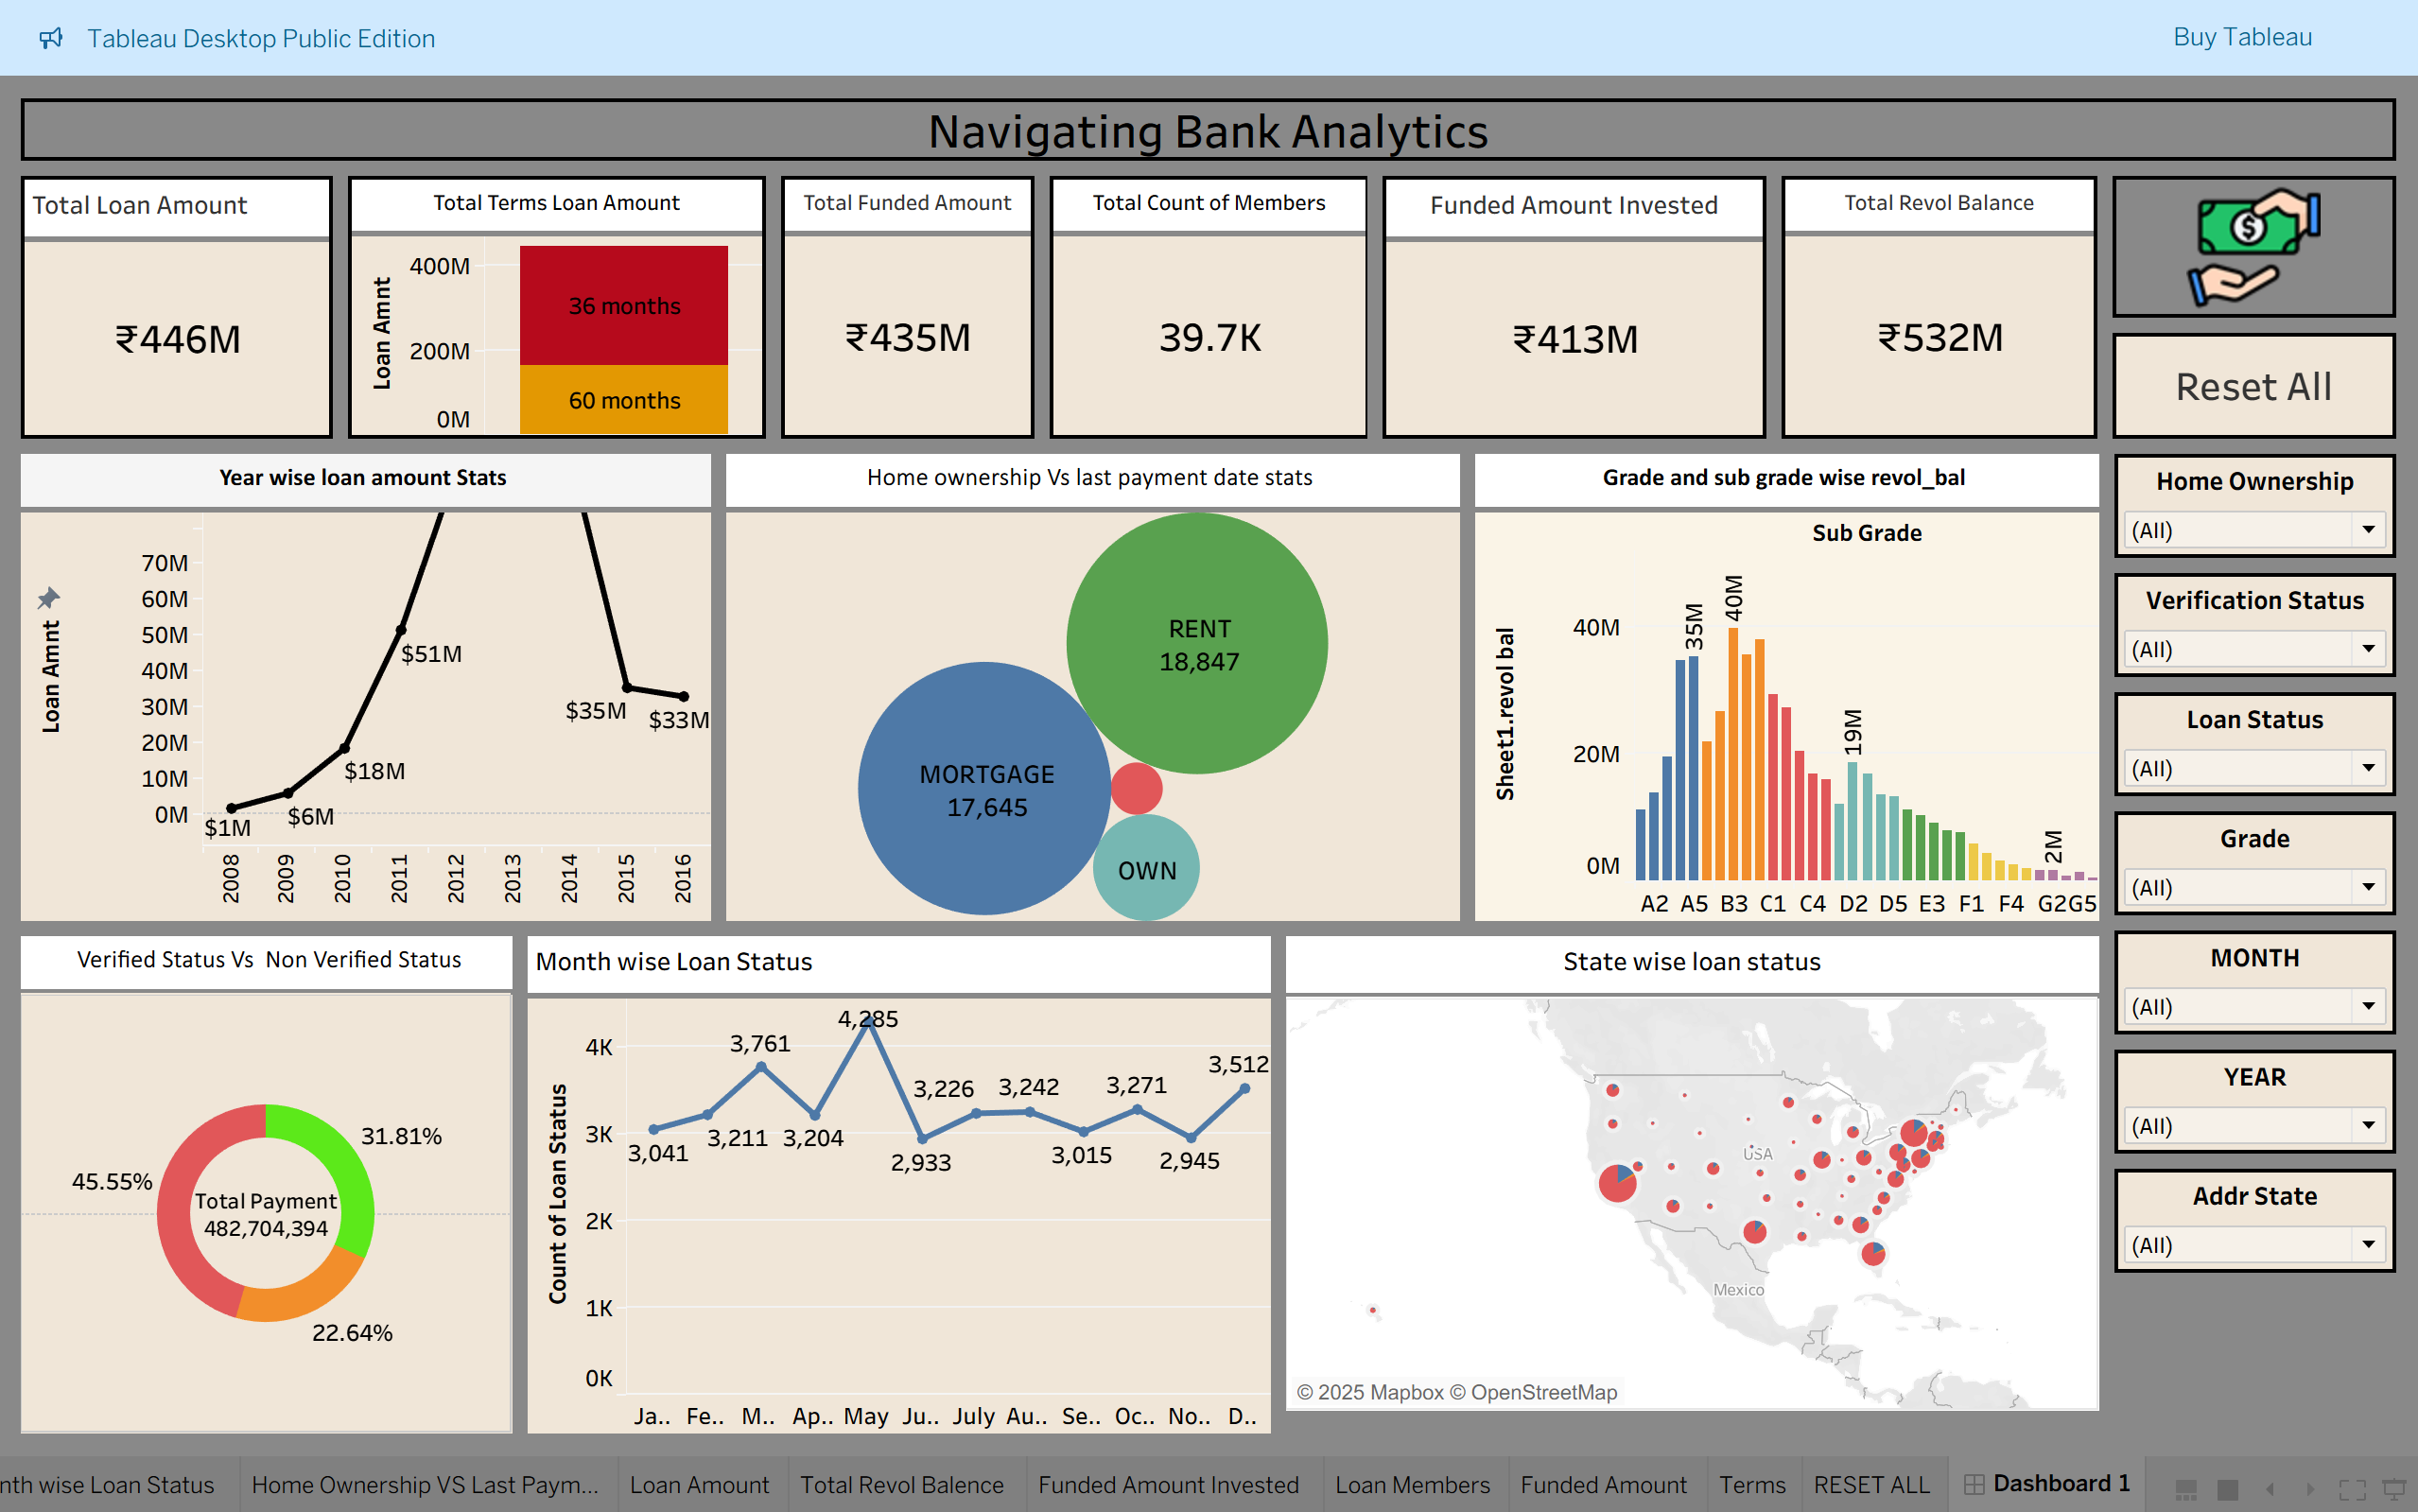 Tableau Desktop Public Edition
Buy Tableau
Navigating Bank Analytics
Total Loan Amount
₹446M
Total Terms Loan Amount
Loan Amnt
400M
200M
0M
36 months
60 months
Total Funded Amount
₹435M
Total Count of Members
39.7K
Funded Amount Invested
₹413M
Total Revol Balance
₹532M
$
Reset All
Year wise loan amount Stats
Loan Amnt
70M
60M
50M
40M
30M
20M
10M
0M
$1M
$6M
$18M
$51M
$35M
$33M
2008
2009
2010
2011
2012
2013
2014
2015
2016
Home ownership Vs last payment date stats
RENT
18,847
MORTGAGE
17,645
OWN
Grade and sub grade wise revol_bal
Sub Grade
Sheet1.revol bal
40M
20M
0M
35M
40M
19M
2M
A2 A5 B3 C1 C4 D2 D5 E3 F1 F4 G2 G5
Home Ownership
(All)
Verification Status
(All)
Loan Status
(All)
Grade
(All)
MONTH
(All)
YEAR
(All)
Addr State
(All)
Verified Status Vs Non Verified Status
31.81%
45.55%
22.64%
Total Payment
482,704,394
Month wise Loan Status
Count of Loan Status
4K
3K
2K
1K
0K
3,041
3,211
3,761
3,204
4,285
2,933
3,226
3,242
3,015
3,271
2,945
3,512
Ja.. Fe.. M.. Ap.. May Ju.. July Au.. Se.. Oc.. No.. D..
State wise loan status
USA
Mexico
© 2025 Mapbox © OpenStreetMap
nth wise Loan Status
Home Ownership VS Last Paym...
Loan Amount
Total Revol Balence
Funded Amount Invested
Loan Members
Funded Amount
Terms
RESET ALL
Dashboard 1